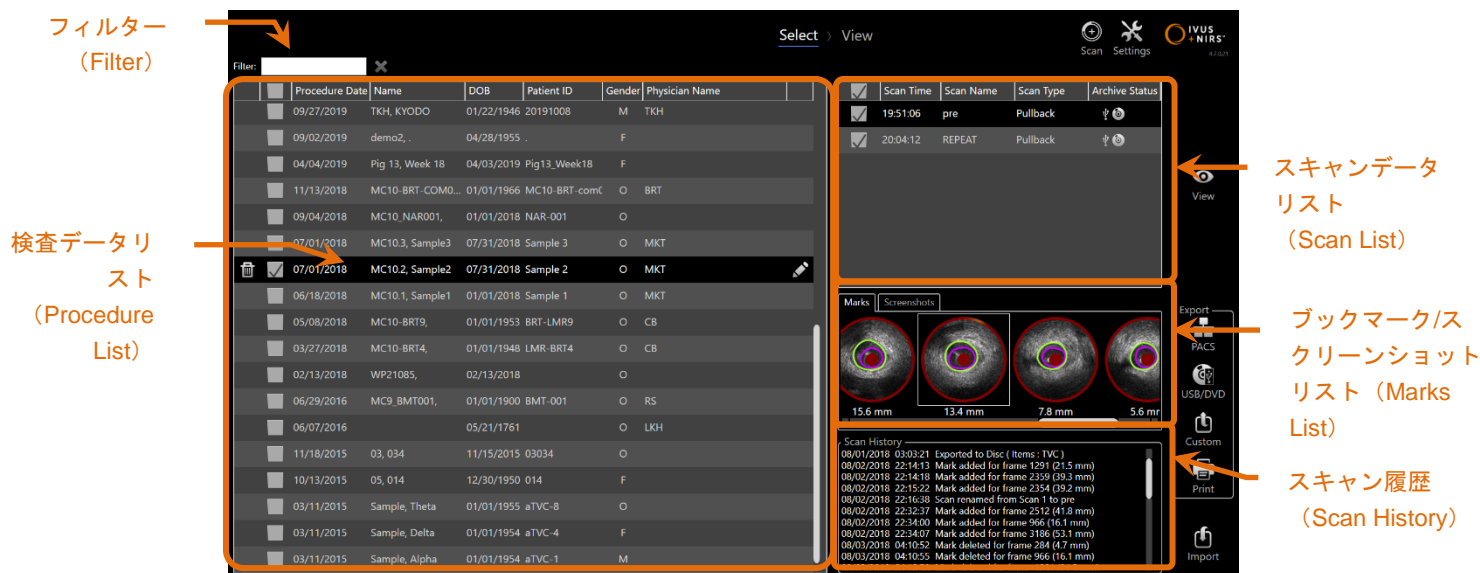 フィルター
（Filter）
Select › View
Scan
Settings
IVUS
+NIRS
Filter:
Procedure Date Name DOB Patient ID Gender Physician Name
09/27/2019 TKH, KYODO 01/22/1946 20191008 M TKH
09/02/2019 demo2, . 04/28/1955 . F
04/04/2019 Pig 13, Week 18 04/03/2019 Pig13_Week18 F
11/13/2018 MC10-BRT-COM0... 01/01/1966 MC10-BRT-com( O BRT
09/04/2018 MC10_NAR001, 01/01/2018 NAR-001 O
07/01/2018 MC10.3, Sample3 07/31/2018 Sample 3 O MKT
07/01/2018 MC10.2, Sample2 07/31/2018 Sample 2 O MKT
06/18/2018 MC10.1, Sample1 01/01/2018 Sample 1 O MKT
05/08/2018 MC10-BRT9, 01/01/1953 BRT-LMR9 O CB
03/27/2018 MC10-BRT4, 01/01/1948 LMR-BRT4 O CB
02/13/2018 WP21085, 02/13/2018 O
06/29/2016 MC9_BMT001, 01/01/1900 BMT-001 O RS
06/07/2016 05/21/1761 O LKH
11/18/2015 03, 034 11/15/2015 03034 O
10/13/2015 05, 014 12/30/1950 014 F
03/11/2015 Sample, Theta 01/01/1955 aTVC-8 O
03/11/2015 Sample, Delta 01/01/1954 aTVC-4 F
03/11/2015 Sample, Alpha 01/01/1954 aTVC-1 M
検査データリ
スト
（Procedure
List）
Scan Time Scan Name Scan Type Archive Status
19:51:06 pre Pullback
20:04:12 REPEAT Pullback
View
スキャンデータ
リスト
（Scan List）
Marks Screenshots
15.6 mm 13.4 mm 7.8 mm 5.6 mr
Export
PACS
USB/DVD
Custom
Print
Import
ブックマーク/ス
クリーンショット
リスト（Marks
List）
Scan History
08/01/2018 03:03:21 Exported to Disc ( Items : TVC )
08/02/2018 22:14:13 Mark added for frame 1291 (21.5 mm)
08/02/2018 22:14:18 Mark added for frame 2359 (39.3 mm)
08/02/2018 22:15:22 Mark added for frame 2354 (39.2 mm)
08/02/2018 22:16:38 Scan renamed from Scan 1 to pre
08/02/2018 22:32:37 Mark added for frame 2512 (41.8 mm)
08/02/2018 22:34:00 Mark added for frame 966 (16.1 mm)
08/02/2018 22:34:07 Mark added for frame 3186 (53.1 mm)
08/03/2018 04:10:52 Mark deleted for frame 284 (4.7 mm)
08/03/2018 04:10:55 Mark deleted for frame 966 (16.1 mm)
スキャン履歴
（Scan History）